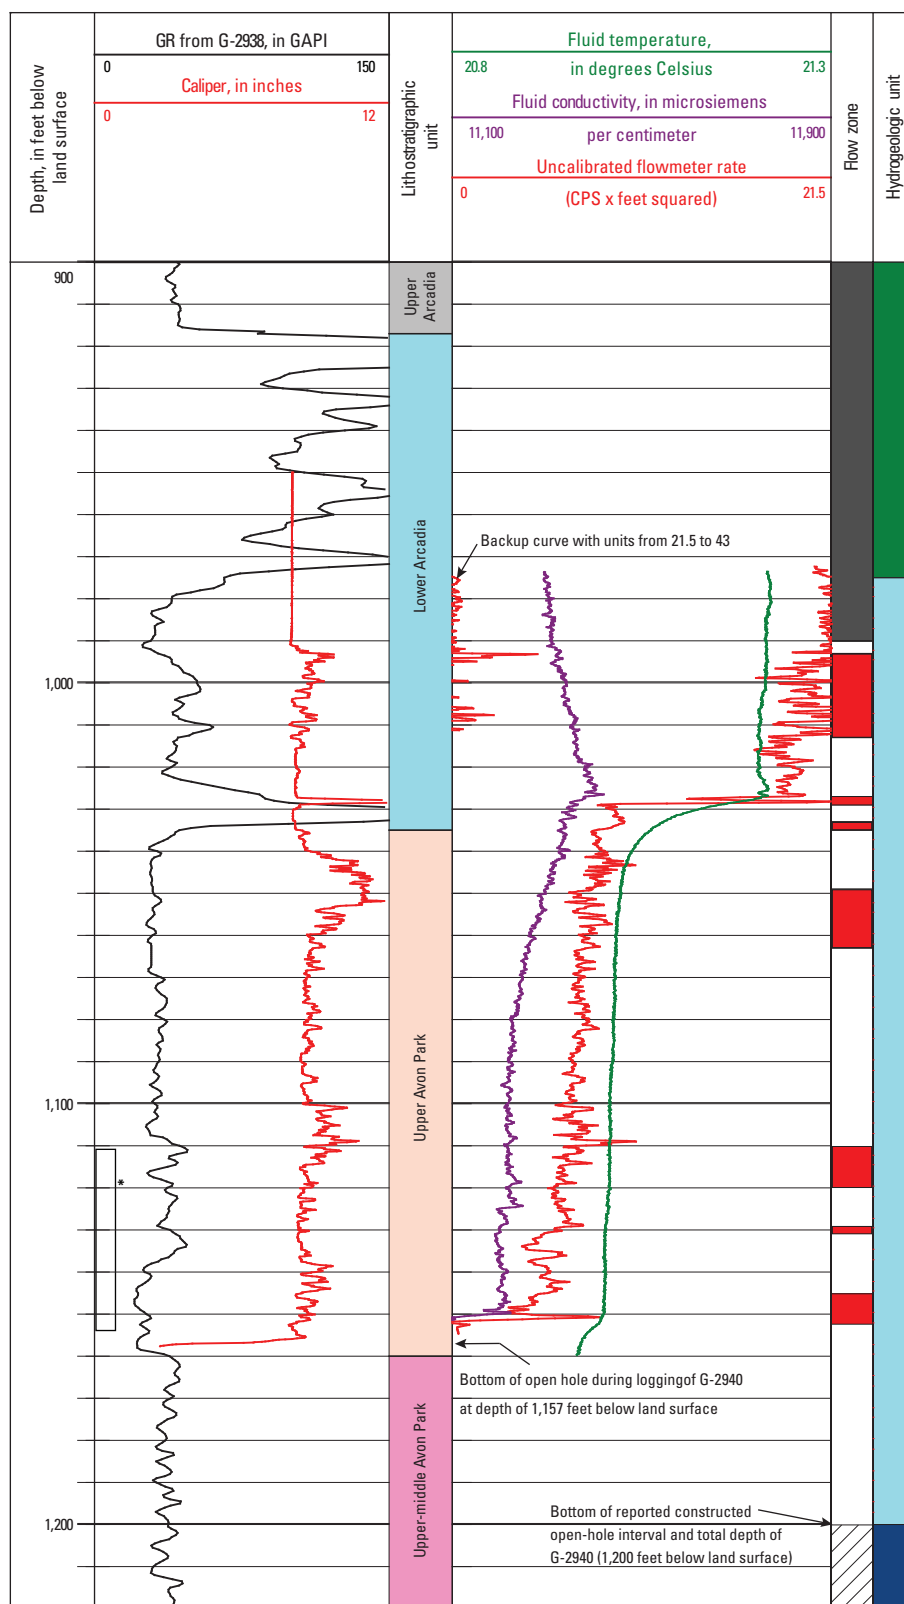 Depth, in feet below
land surface
GR from G-2938, in GAPI
0 150
Caliper, in inches
0 12
Lithostratigraphic
unit
Fluid temperature,
20.8 in degrees Celsius 21.3
Fluid conductivity, in microsiemens
11,100 per centimeter 11,900
Uncalibrated flowmeter rate
0 (CPS x feet squared) 21.5
Flow zone
Hydrogeologic unit
900
Upper
Arcadia
Backup curve with units from 21.5 to 43
Lower Arcadia
1,000
Upper Avon Park
1,100
*
Bottom of open hole during loggingof G-2940
at depth of 1,157 feet below land surface
Upper-middle Avon Park
Bottom of reported constructed
1,200
open-hole interval and total depth of
G-2940 (1,200 feet below land surface)